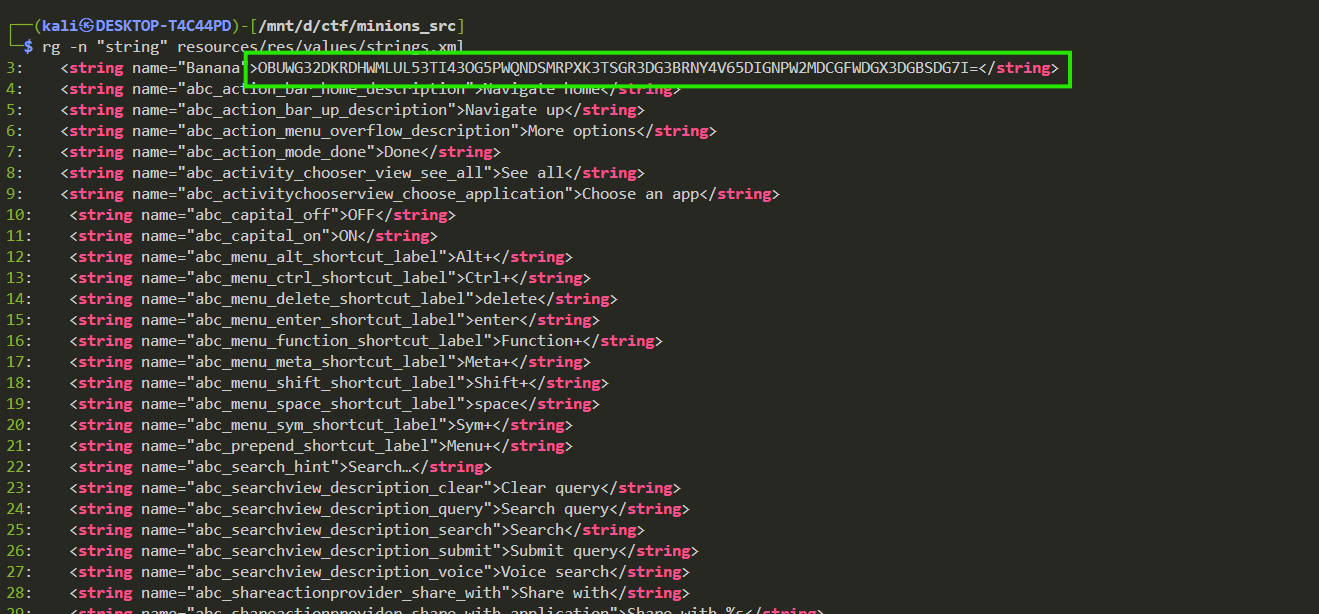 ┌──(kali㉿DESKTOP-T4C44PD)-[/mnt/d/ctf/minions_src]
└─$ rg -n "string" resources/res/values/strings.xml
3:    <string name="Banana">OBUWG32DKRDHWMLUL53TI43OG5PWQNDSMRPXK3TSGR3DG3BRNY4V65DIGNPW2MDCGFWDGX3DGBSDG7I=</string>
4:    <string name="abc_action_bar_home_description">Navigate home</string>
5:    <string name="abc_action_bar_up_description">Navigate up</string>
6:    <string name="abc_action_menu_overflow_description">More options</string>
7:    <string name="abc_action_mode_done">Done</string>
8:    <string name="abc_activity_chooser_view_see_all">See all</string>
9:    <string name="abc_activitychooserview_choose_application">Choose an app</string>
10:    <string name="abc_capital_off">OFF</string>
11:    <string name="abc_capital_on">ON</string>
12:    <string name="abc_menu_alt_shortcut_label">Alt+</string>
13:    <string name="abc_menu_ctrl_shortcut_label">Ctrl+</string>
14:    <string name="abc_menu_delete_shortcut_label">delete</string>
15:    <string name="abc_menu_enter_shortcut_label">enter</string>
16:    <string name="abc_menu_function_shortcut_label">Function+</string>
17:    <string name="abc_menu_meta_shortcut_label">Meta+</string>
18:    <string name="abc_menu_shift_shortcut_label">Shift+</string>
19:    <string name="abc_menu_space_shortcut_label">space</string>
20:    <string name="abc_menu_sym_shortcut_label">Sym+</string>
21:    <string name="abc_prepend_shortcut_label">Menu+</string>
22:    <string name="abc_search_hint">Search…</string>
23:    <string name="abc_searchview_description_clear">Clear query</string>
24:    <string name="abc_searchview_description_query">Search query</string>
25:    <string name="abc_searchview_description_search">Search</string>
26:    <string name="abc_searchview_description_submit">Submit query</string>
27:    <string name="abc_searchview_description_voice">Voice search</string>
28:    <string name="abc_shareactionprovider_share_with">Share with</string>
29:    <string name="abc_shareactionprovider_share_with_application">Share with %s</string>